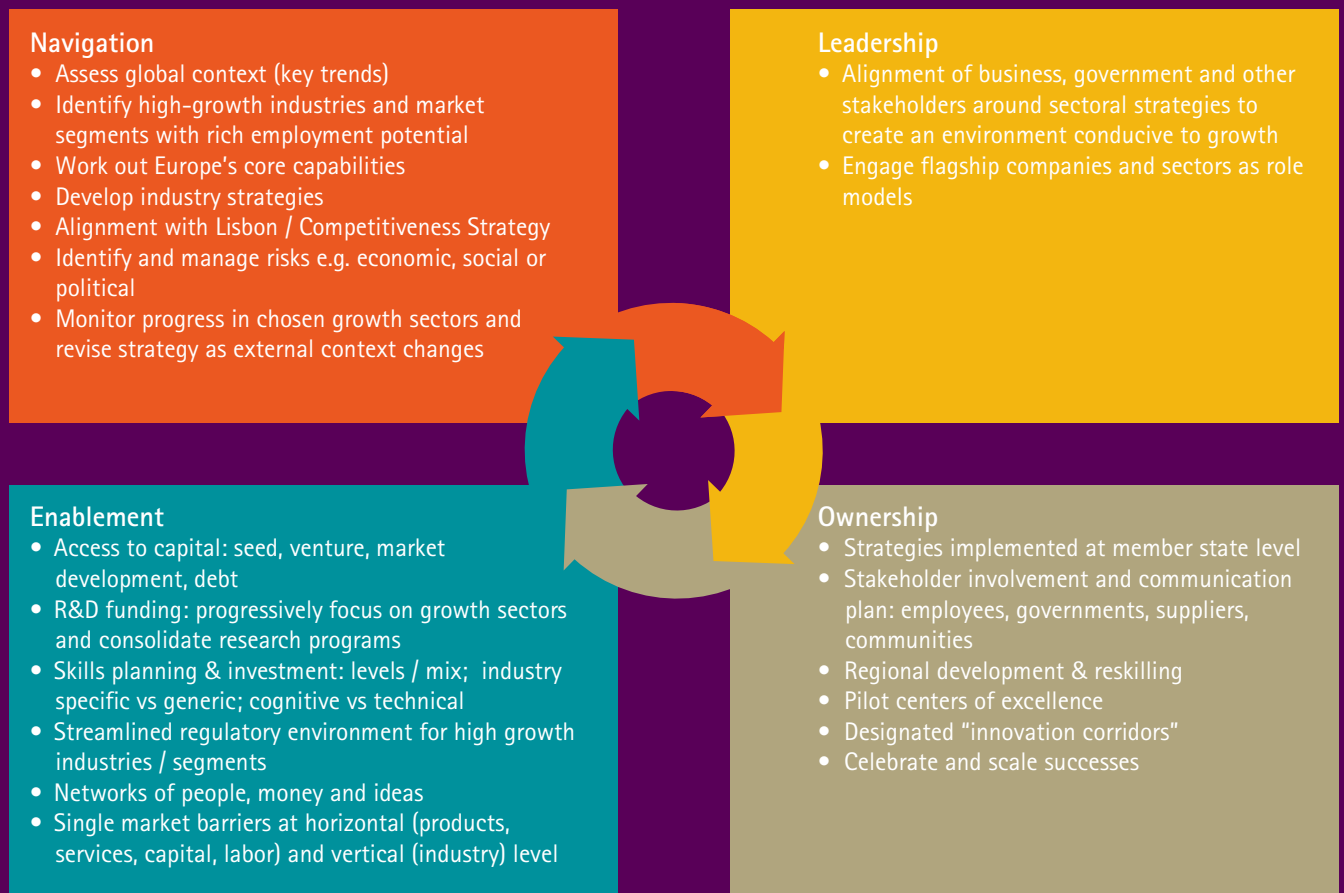 Navigation
• Assess global context (key trends)
• Identify high-growth industries and market
segments with rich employment potential
• Work out Europe's core capabilities
• Develop industry strategies
• Alignment with Lisbon / Competitiveness Strategy
• Identify and manage risks e.g. economic, social or
political
• Monitor progress in chosen growth sectors and
revise strategy as external context changes
Leadership
• Alignment of business, government and other
stakeholders around sectoral strategies to
create an environment conducive to growth
• Engage flagship companies and sectors as role
models
Enablement
• Access to capital: seed, venture, market
development, debt
• R&D funding: progressively focus on growth sectors
and consolidate research programs
• Skills planning & investment: levels / mix; industry
specific vs generic; cognitive vs technical
• Streamlined regulatory environment for high growth
industries / segments
• Networks of people, money and ideas
• Single market barriers at horizontal (products,
services, capital, labor) and vertical (industry) level
Ownership
• Strategies implemented at member state level
• Stakeholder involvement and communication
plan: employees, governments, suppliers,
communities
• Regional development & reskilling
• Pilot centers of excellence
• Designated “innovation corridors”
• Celebrate and scale successes